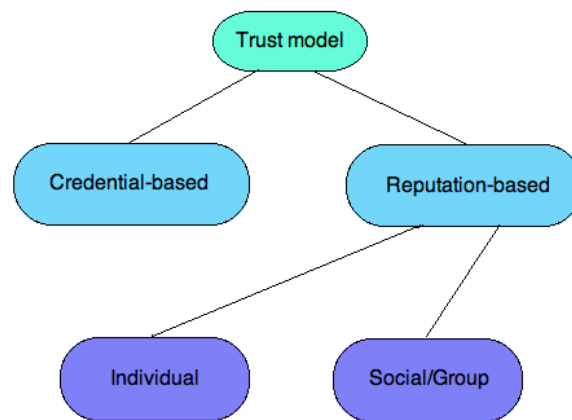 Trust model
Credential-based
Reputation-based
Individual
Social/Group